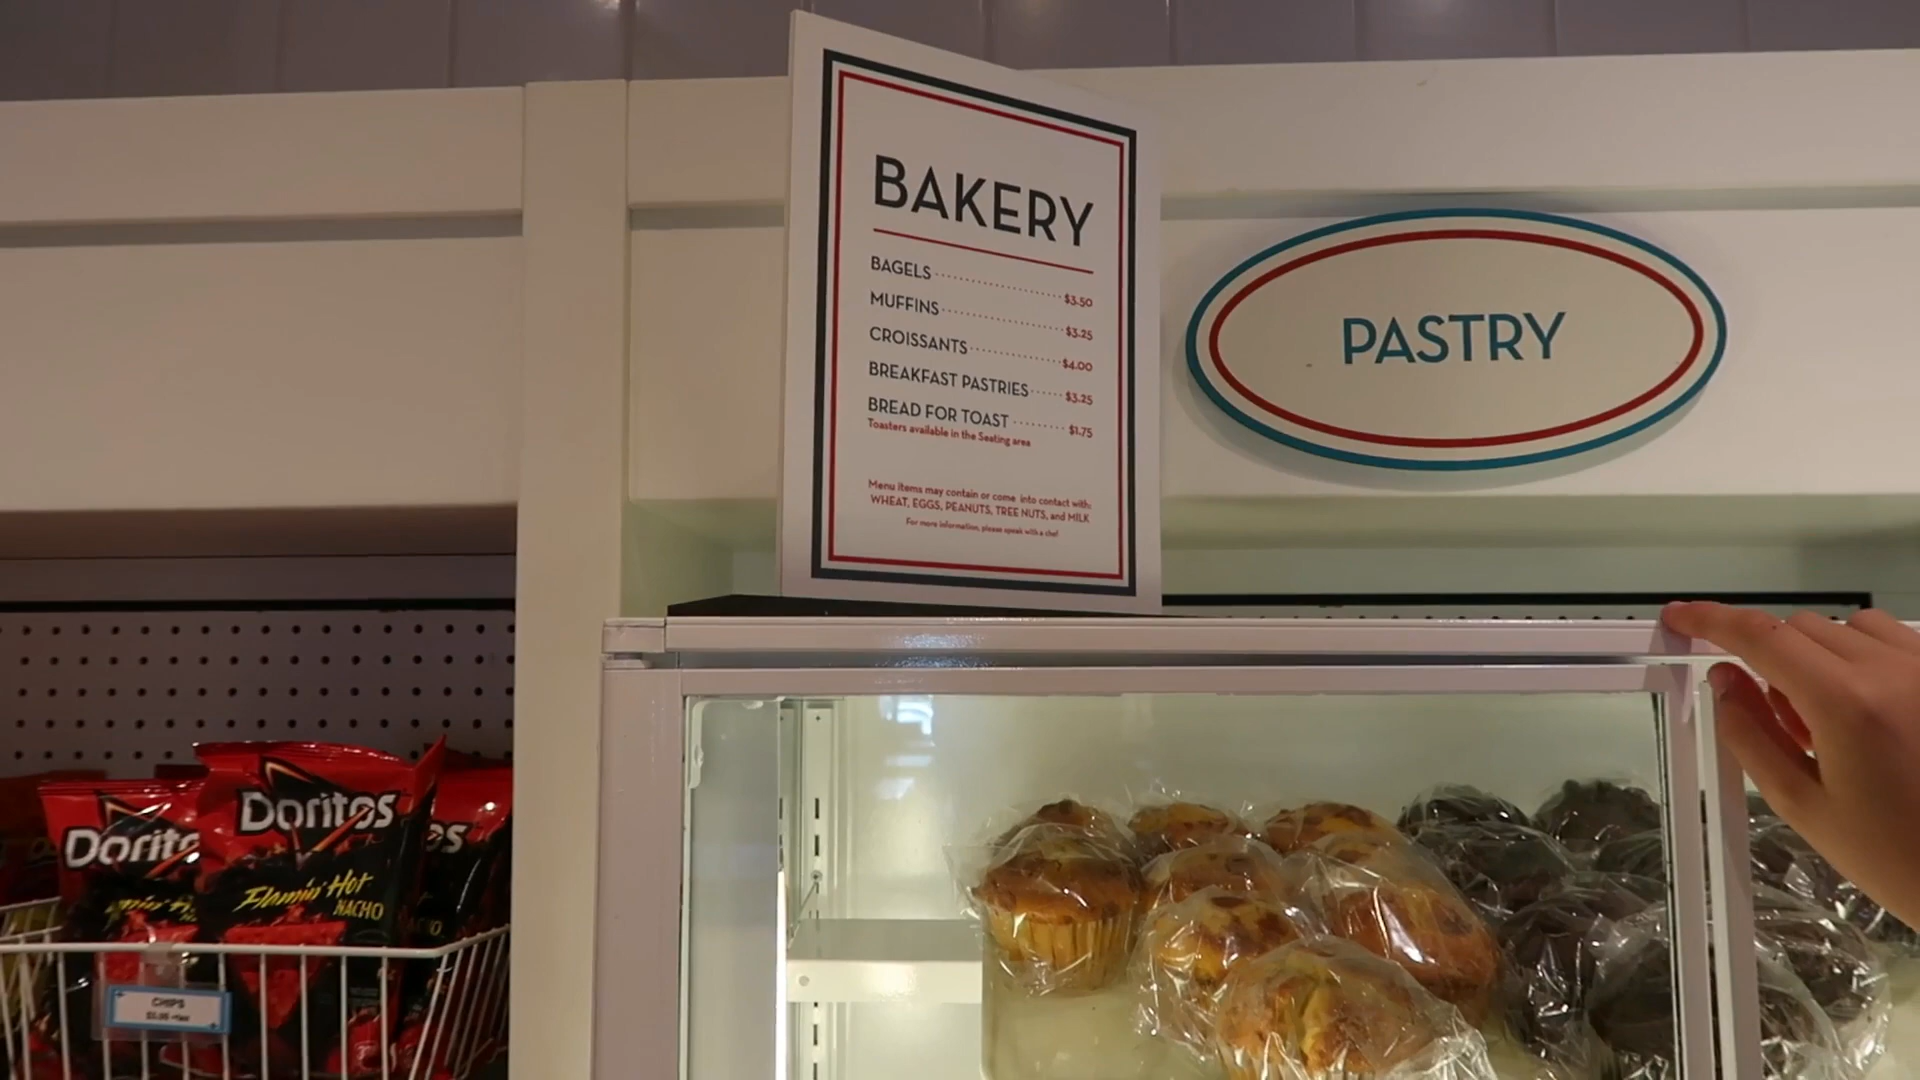 BAKERY
BAGELS $3.50
MUFFINS $3.25
CROISSANTS $4.00
BREAKFAST PASTRIES $3.25
BREAD FOR TOAST $1.75
Toasters available in the Seating area
Menu items may contain or come into contact with:
WHEAT, EGGS, PEANUTS, TREE NUTS, and MILK
For more information, please speak with a chef
PASTRY
Doritos
Doritos
Flamin' Hot
NACHO
CHIPS